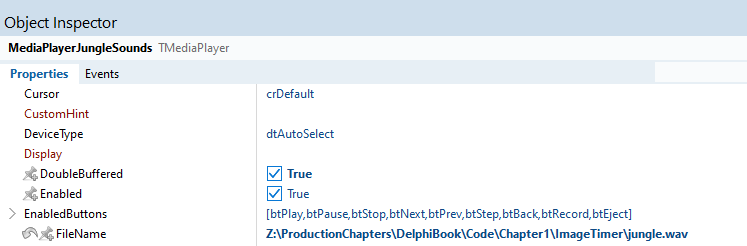 Object Inspector
MediaPlayerJungleSounds TMediaPlayer
Properties Events
Cursor crDefault
CustomHint
DeviceType dtAutoSelect
Display
DoubleBuffered True
Enabled True
EnabledButtons [btPlay,btPause,btStop,btNext,btPrev,btStep,btBack,btRecord,btEject]
FileName Z:\ProductionChapters\DelphiBook\Code\Chapter1\ImageTimer\jungle.wav